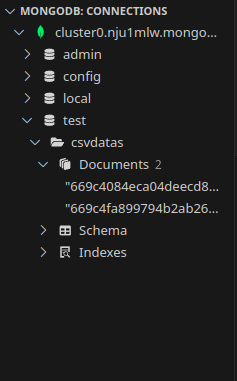 MONGODB: CONNECTIONS
cluster0.nju1mlw.mongo...
admin
config
local
test
csvdatas
Documents 2
"669c4084eca04deecd8...
"669c4fa899794b2ab26...
Schema
Indexes